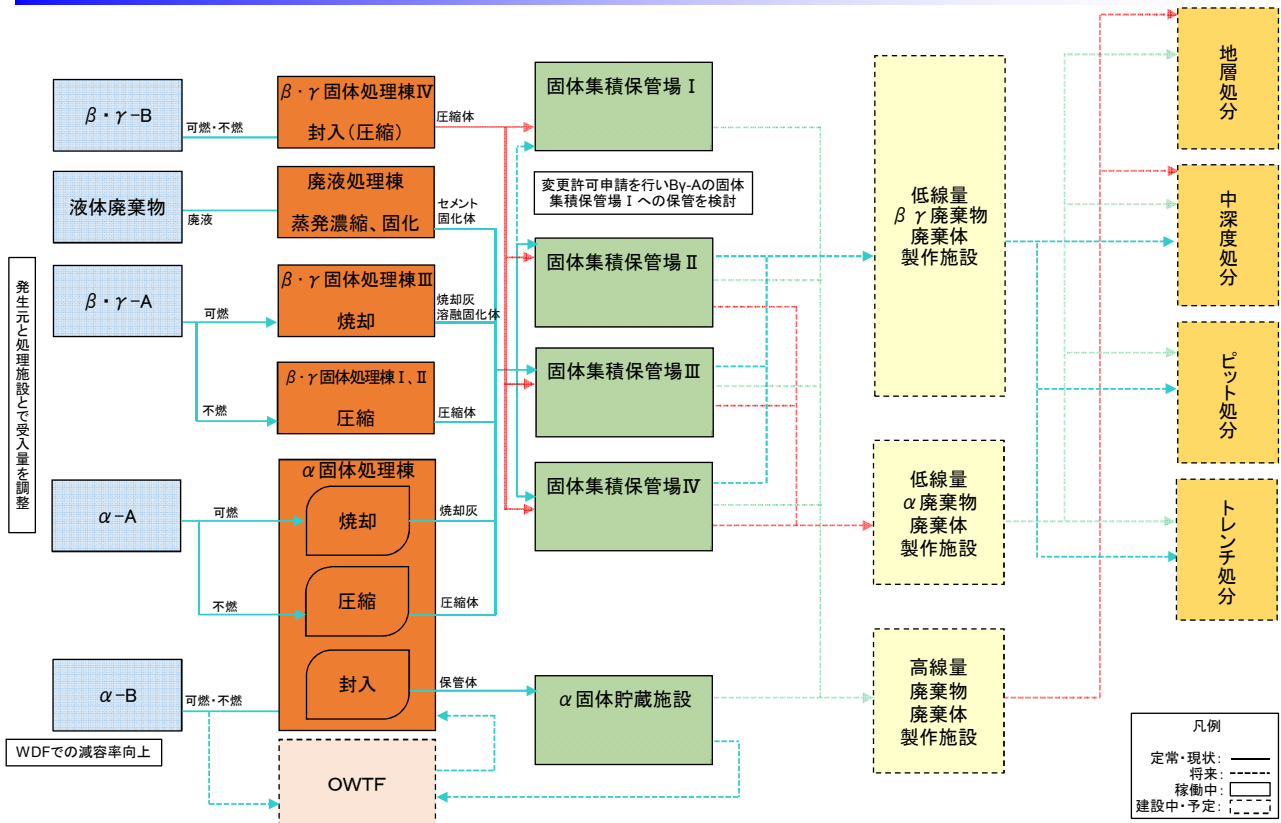 発生元と処理施設とで受入量を調整
β・γ-B
可燃・不燃
液体廃棄物
廃液
β・γ-A
可燃
不燃
α-A
可燃
不燃
α-B
可燃・不燃
WDFでの減容率向上
β・γ固体処理棟Ⅳ
封入(圧縮)
圧縮体
廃液処理棟
蒸発濃縮、固化
セメント
固化体
β・γ固体処理棟Ⅲ
焼却
焼却灰
溶融固化体
β・γ固体処理棟Ⅰ、Ⅱ
圧縮
圧縮体
α固体処理棟
焼却
焼却灰
圧縮
圧縮体
封入
保管体
OWTF
固体集積保管場Ⅰ
変更許可申請を行いBγ-Aの固体
集積保管場Ⅰへの保管を検討
固体集積保管場Ⅱ
固体集積保管場Ⅲ
固体集積保管場Ⅳ
α固体貯蔵施設
低線量
βγ廃棄物
廃棄体
製作施設
低線量
α廃棄物
廃棄体
製作施設
高線量
廃棄物
廃棄体
製作施設
地層処分
中深度処分
ピット処分
トレンチ処分
凡例
定常・現状:
将来:
稼働中:
建設中・予定: